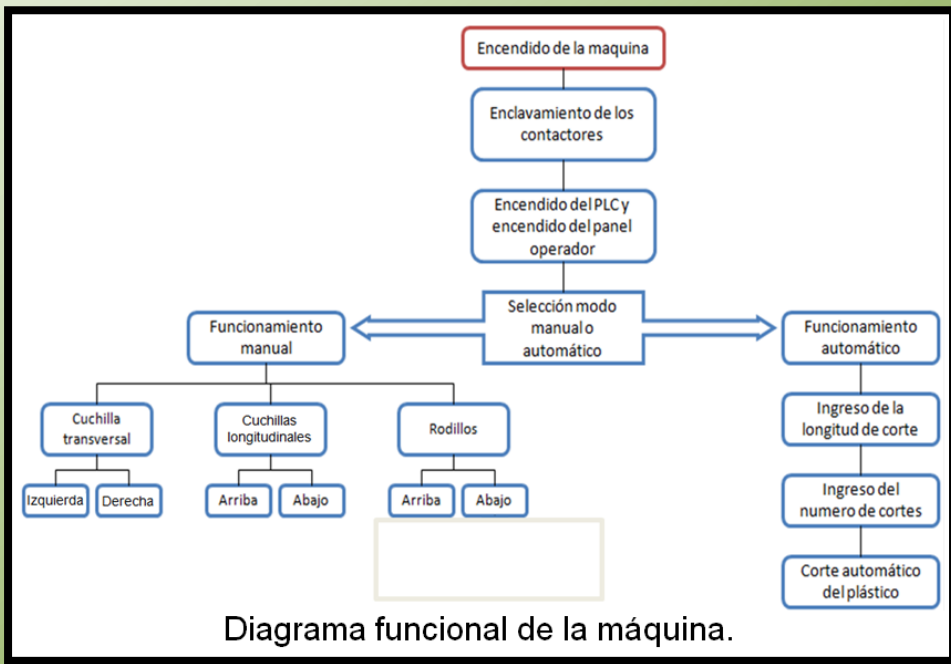 Encendido de la maquina
Enclavamiento de los
contactores
Encendido del PLC y
encendido del panel
operador
Selección modo
manual o
automático
Funcionamiento
manual
Funcionamiento
automático
Cuchilla
transversal
Cuchillas
longitudinales
Rodillos
Izquierda
Derecha
Arriba
Abajo
Arriba
Abajo
Ingreso de la
longitud de corte
Ingreso del
numero de cortes
Corte automático
del plástico
Diagrama funcional de la máquina.